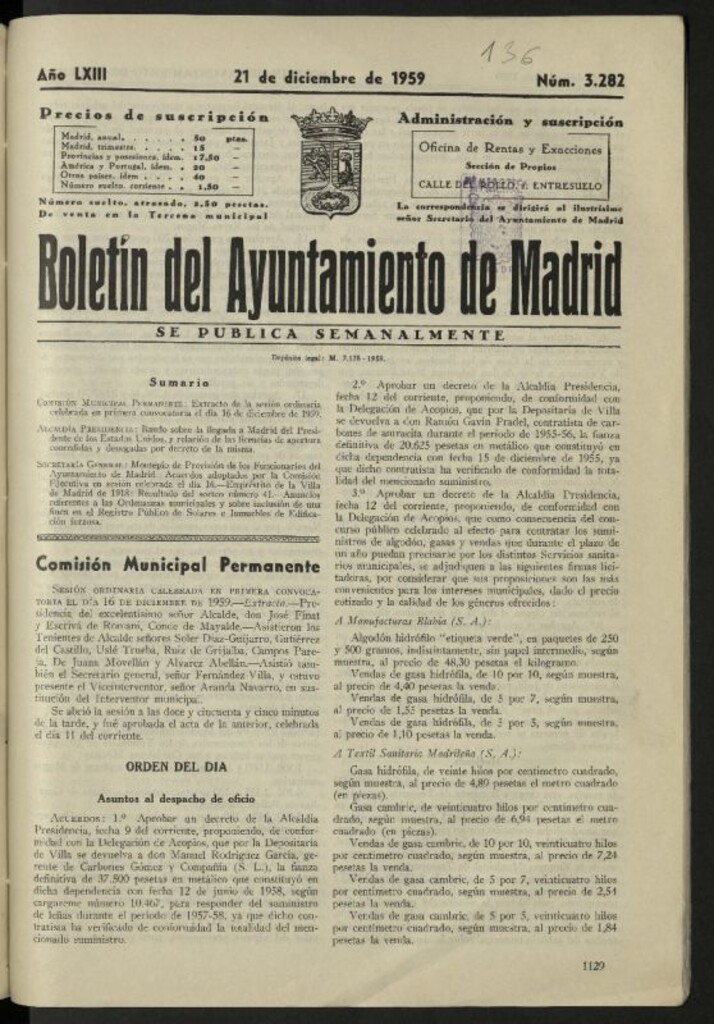 136
Año LXIII
21 de diciembre de 1959
Núm. 3.282
Precios de suscripción
Madrid, anual. . . . . . 50 ptas.
Madrid, trimestre. . . . . . 15 —
Provincias y posesiones, ídem. . 17,50 —
América y Portugal, ídem. . . 20 —
Otros países, ídem . . . . . 40 —
Número suelto, corriente . . . 1,50 —
Número suelto, atrasado, 2,50 pesetas.
De venta en la Tercena municipal
Administración y suscripción
Oficina de Rentas y Exacciones
Sección de Propios
CALLE DEL ROLLO, ENTRESUELO
La correspondencia se dirigirá al ilustrísimo
señor Secretario del Ayuntamiento de Madrid
Boletín del Ayuntamiento de Madrid
SE PUBLICA SEMANALMENTE
Depósito legal: M. 7.178 - 1958.
Sumario
COMISIÓN MUNICIPAL PERMANENTE: Extracto de la sesión ordinaria
celebrada en primera convocatoria el día 16 de diciembre de 1959.
ALCALDÍA PRESIDENCIA: Bando sobre la llegada a Madrid del Presi-
dente de los Estados Unidos, y relación de las licencias de apertura
concedidas y denegadas por decreto de la misma.
SECRETARÍA GENERAL: Montepío de Previsión de los Funcionarios del
Ayuntamiento de Madrid. Acuerdos adoptados por la Comisión
Ejecutiva en sesión celebrada el día 16.—Empréstito de la Villa
de Madrid de 1918: Resultado del sorteo número 41.— Anuncios
referentes a las Ordenanzas municipales y sobre inclusión de una
finca en el Registro Público de Solares e Inmuebles de Edifica-
ción forzosa.
Comisión Municipal Permanente
SESIÓN ORDINARIA CELEBRADA EN PRIMERA CONVOCA-
TORIA EL DÍA 16 DE DICIEMBRE DE 1959.—Extracto.—Pre-
sidencia del excelentísimo señor Alcalde, don José Finat
y Escrivá de Romaní, Conde de Mayalde.—Asistieron los
Tenientes de Alcalde señores Soler Díaz-Guijarro, Gutiérrez
del Castillo, Uslé Trueba, Ruiz de Grijalba, Campos Pare-
ja, De Juana Movellán y Alvarez Abellán.—Asistió tam-
bién el Secretario general, señor Fernández-Villa, y estuvo
presente el Viceinterventor, señor Aranda Navarro, en sus-
titución del Interventor municipal.
Se abrió la sesión a las doce y cincuenta y cinco minutos
de la tarde, y fué aprobada el acta de la anterior, celebrada
el día 11 del corriente.
ORDEN DEL DIA
Asuntos al despacho de oficio
ACUERDOS: 1.º Aprobar un decreto de la Alcaldía
Presidencia, fecha 9 del corriente, proponiendo, de confor-
midad con la Delegación de Acopios, que por la Depositaría
de Villa se devuelva a don Manuel Rodríguez García, ge-
rente de Carbones Gómez y Compañía (S. L.), la fianza
definitiva de 37.500 pesetas en metálico que constituyó en
dicha dependencia con fecha 12 de junio de 1958, según
cargareme número 10.467, para responder del suministro
de leñas durante el período de 1957-58, ya que dicho con-
tratista ha verificado de conformidad la totalidad del men-
cionado suministro.
2.º Aprobar un decreto de la Alcaldía Presidencia,
fecha 12 del corriente, proponiendo, de conformidad con
la Delegación de Acopios, que por la Depositaría de Villa
se devuelva a don Ramón Gavín Pradel, contratista de car-
bones de antracita durante el período de 1955-56, la fianza
definitiva de 20.625 pesetas en metálico que constituyó en
dicha dependencia con fecha 15 de diciembre de 1955, ya
que dicho contratista ha verificado de conformidad la tota-
lidad del mencionado suministro.
3.º Aprobar un decreto de la Alcaldía Presidencia,
fecha 12 del corriente, proponiendo, de conformidad con
la Delegación de Acopios, que como consecuencia del con-
curso público celebrado al efecto para contratar los sumi-
nistros de algodón, gasas y vendas que durante el plazo de
un año puedan precisarse por los distintos Servicios sanita-
rios municipales, se adjudiquen a las siguientes firmas lici-
tadoras, por considerar que sus proposiciones son las más
convenientes para los intereses municipales, dado el precio
cotizado y la calidad de los géneros ofrecidos:
A Manufacturas Blabia (S. A.):
Algodón hidrófilo "etiqueta verde", en paquetes de 250
y 500 gramos, indistintamente, sin papel intermedio, según
muestra, al precio de 48,30 pesetas el kilogramo.
Vendas de gasa hidrófila, de 10 por 10, según muestra,
al precio de 4,40 pesetas la venda.
Vendas de gasa hidrófila, de 5 por 7, según muestra,
al precio de 1,55 pesetas la venda.
Vendas de gara hidrófila, de 5 por 5, según muestra,
al precio de 1,10 pesetas la venda.
A Textil Sanitaria Madrileña (S. A.):
Gasa hidrófila, de veinte hilos por centímetro cuadrado,
según muestra, al precio de 4,89 pesetas el metro cuadrado
(en piezas).
Gasa cambric, de veinticuatro hilos por centímetro cua-
drado, según muestra, al precio de 6,94 pesetas el metro
cuadrado (en piezas).
Vendas de gasa cambric, de 10 por 10, veinticuatro hilos
por centímetro cuadrado, según muestra, al precio de 7,24
pesetas la venda.
Vendas de gasa cambric, de 5 por 7, veinticuatro hilos
por centímetro cuadrado, según muestra, al precio de 2,54
pesetas la venda.
Vendas de gasa cambric, de 5 por 5, veinticuatro hilos
por centímetro cuadrado, según muestra, al precio de 1,84
pesetas la venda.
1129